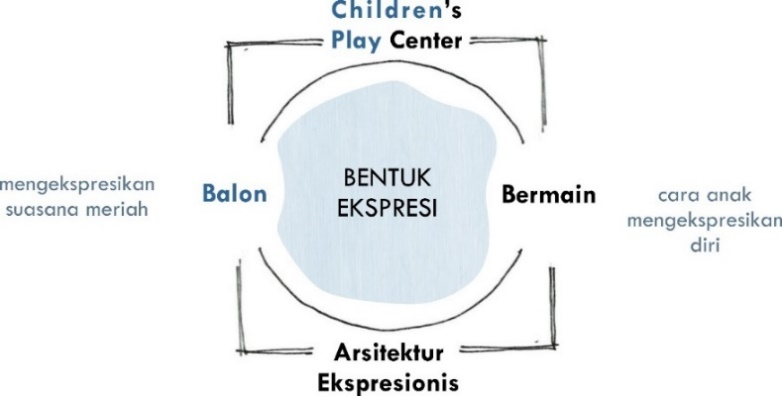 Children's
Play Center
mengekspresikan
suasana meriah
Balon
BENTUK
EKSPRESI
Bermain
cara anak
mengekspresikan
diri
Arsitektur
Ekspresionis